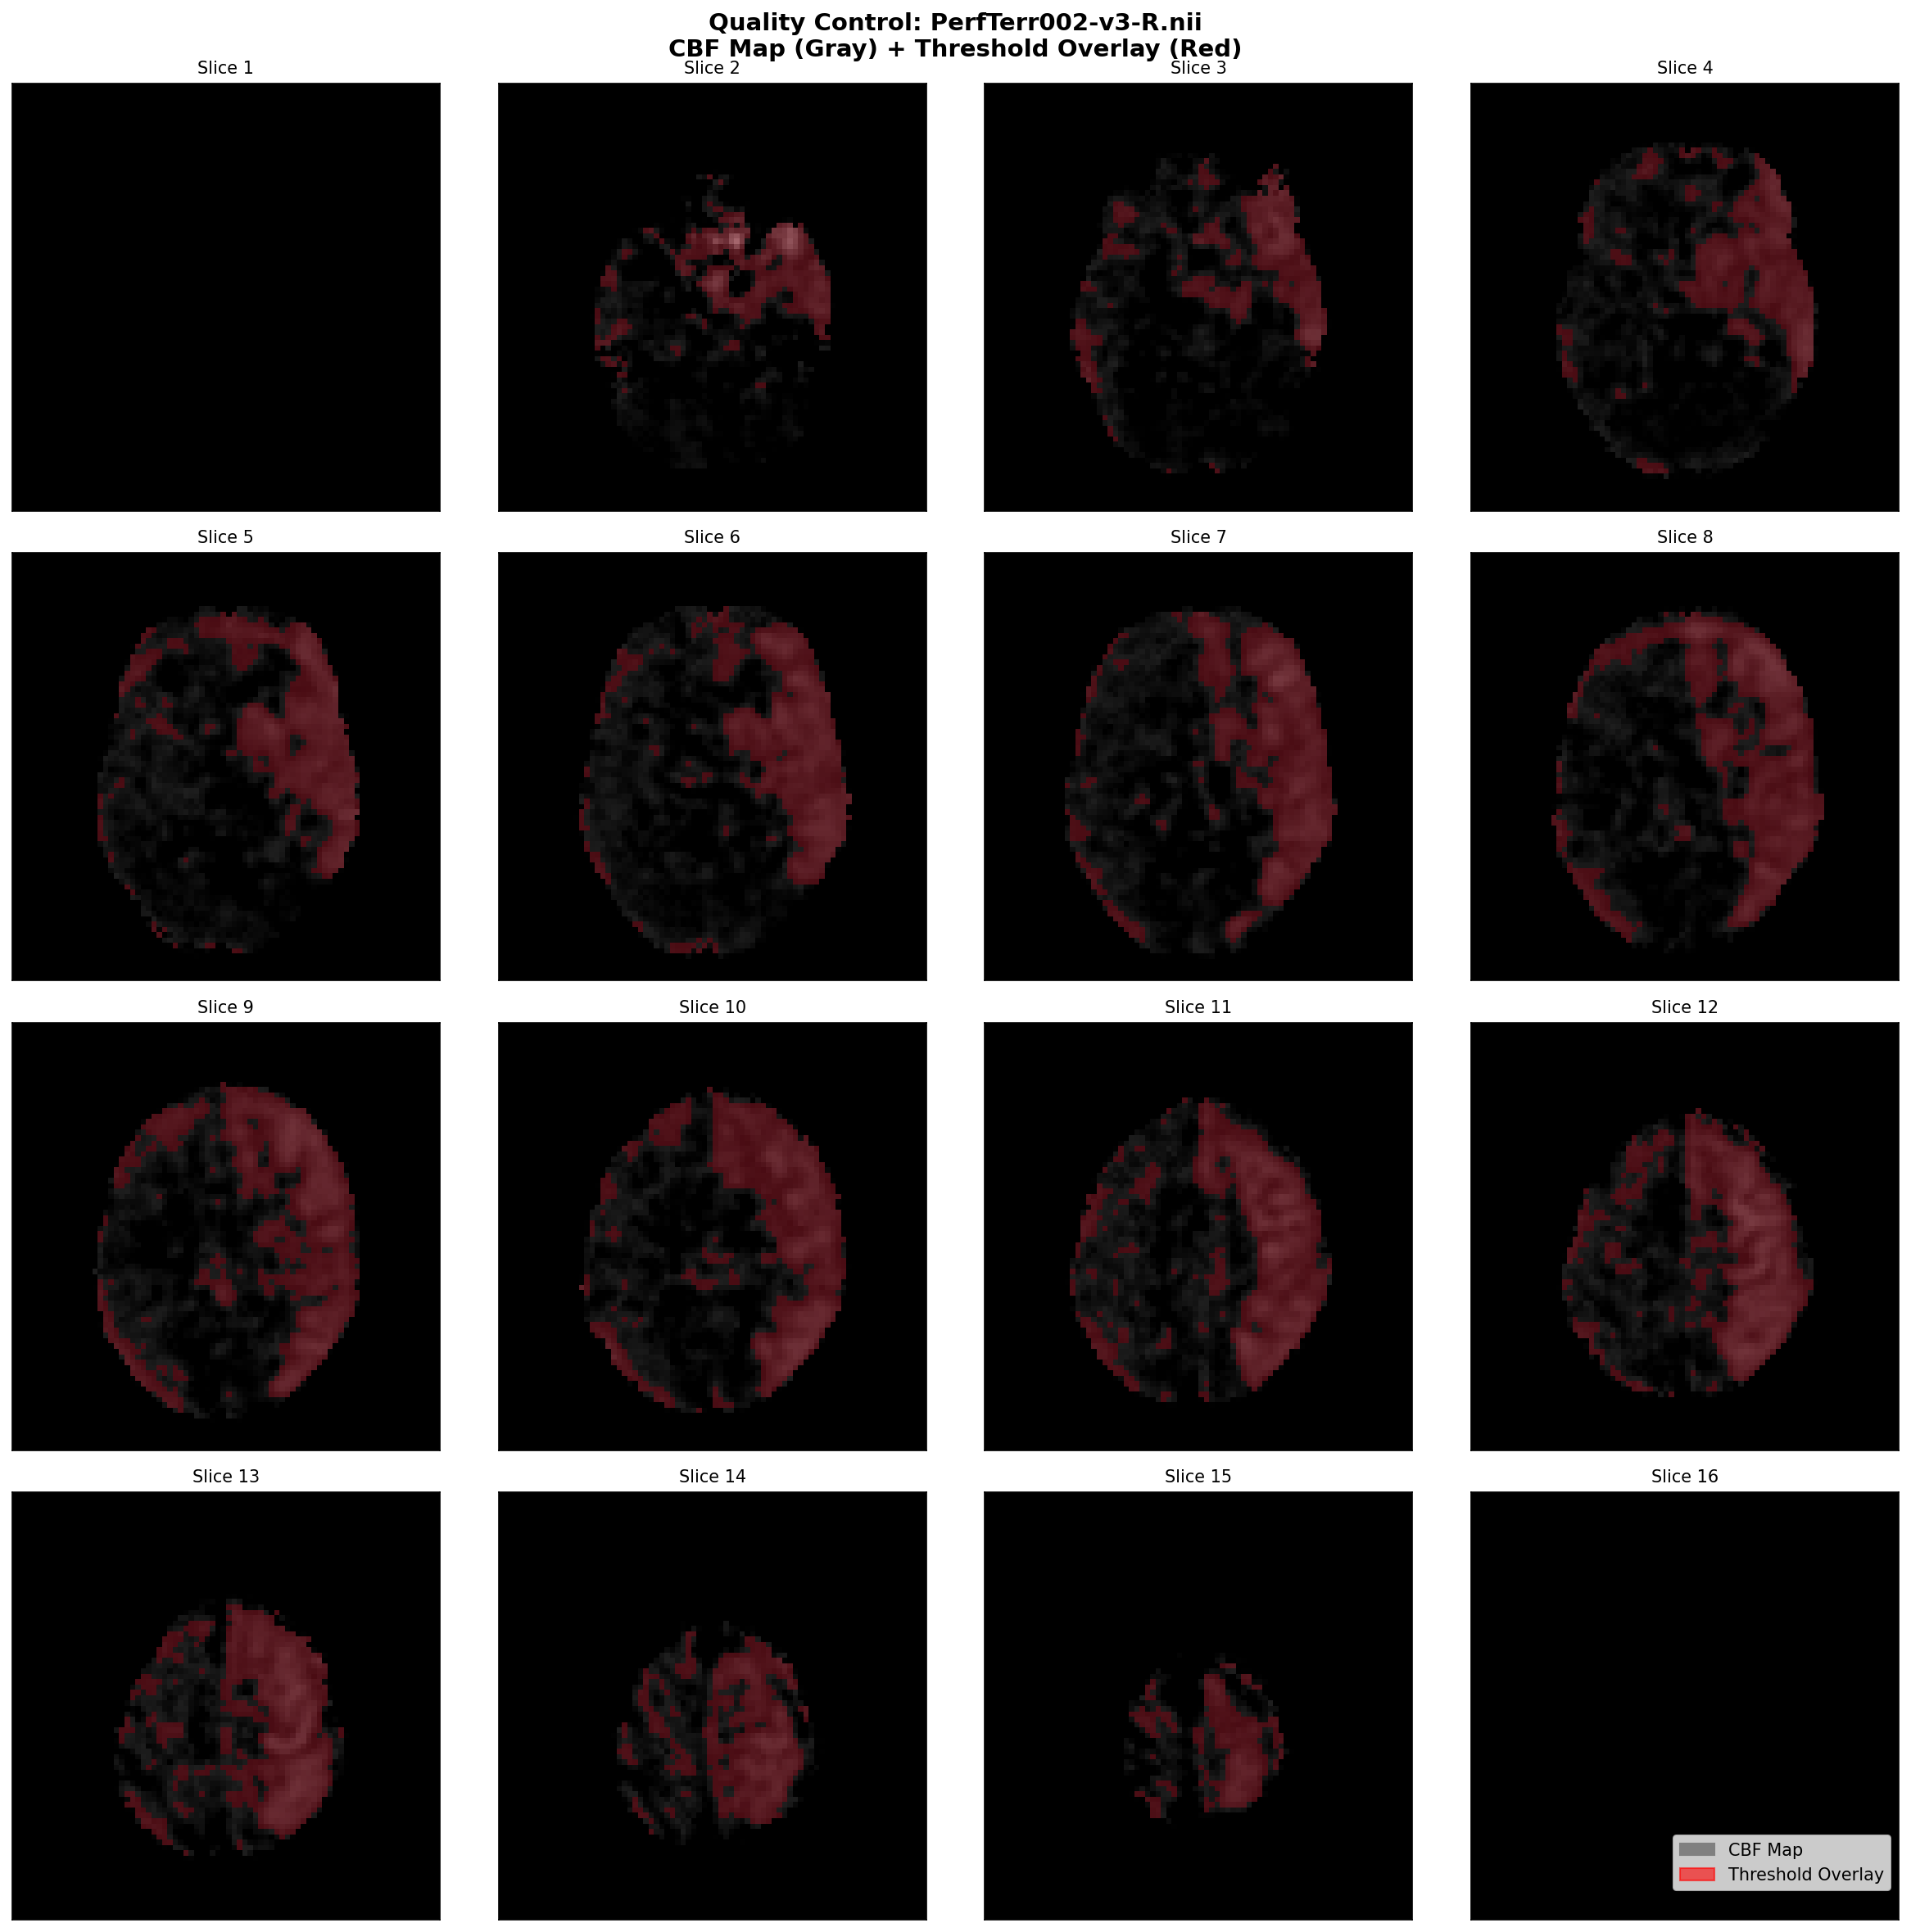 Quality Control: PerfTerr002-v3-R.nii
CBF Map (Gray) + Threshold Overlay (Red)
Slice 1
Slice 2
Slice 3
Slice 4
Slice 5
Slice 6
Slice 7
Slice 8
Slice 9
Slice 10
Slice 11
Slice 12
Slice 13
Slice 14
Slice 15
Slice 16
CBF Map
Threshold Overlay